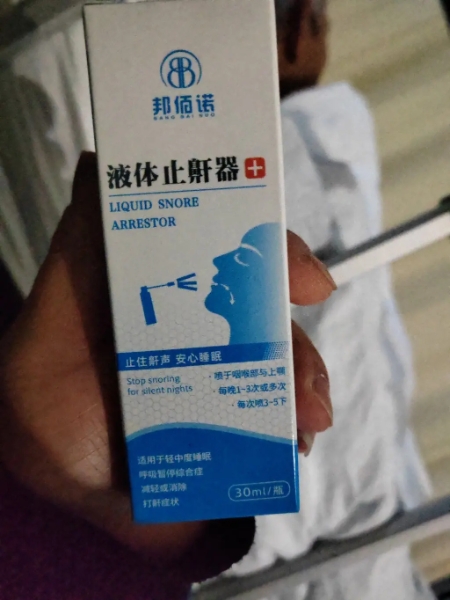 邦佰诺
BANG BAI NUO
液体止鼾器
LIQUID SNORE
ARRESTOR
止住鼾声 安心睡眠
Stop snoring
for silent nights
·喷于咽喉部与上颚
·每晚1~3次或多次
·每次喷3~5下
适用于轻中度睡眠
呼吸暂停综合症
减轻或消除
打鼾症状
30ml/瓶